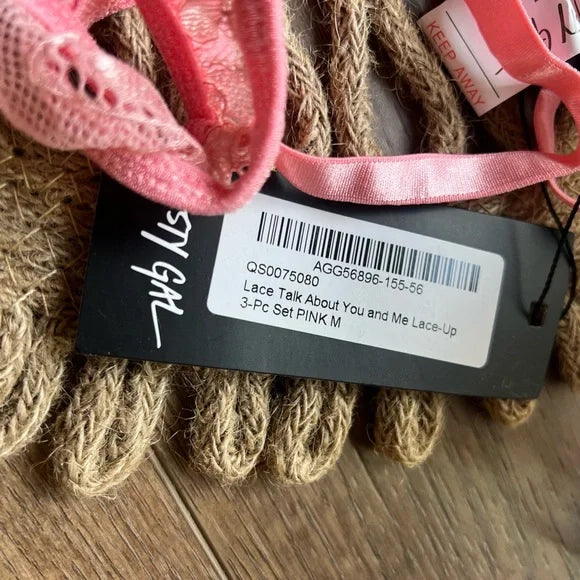 KEEP AWAY
STY GAL
AGG56896-155-56
QS0075080
Lace Talk About You and Me Lace-Up
3-Pc Set PINK M